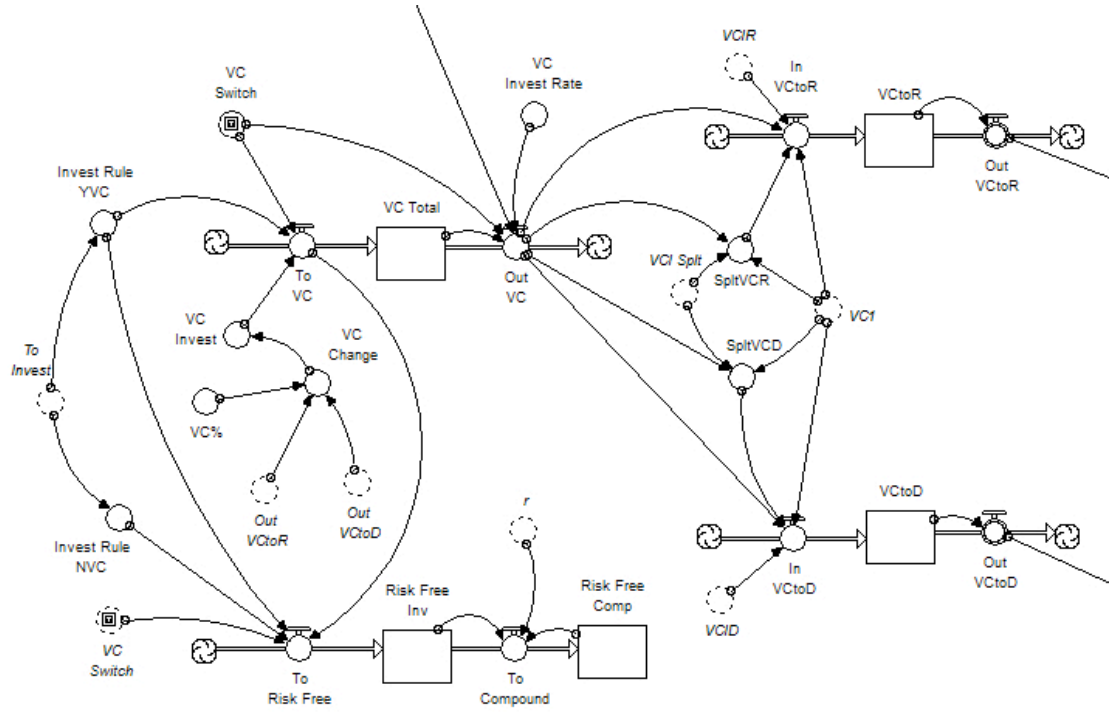 VCIR
In
VCtoR
VC
Switch
VC
Invest Rate
VCtoR
Out
VCtoR
Invest Rule
YVC
VC Total
To
VC
Out
VC
VCI Splt
SpltVCR
VC1
VC
Invest
VC
Change
SpltVCD
To
Invest
VC%
Out
VCtoR
Out
VCtoD
r
VCtoD
In
VCtoD
Out
VCtoD
Invest Rule
NVC
VCID
Risk Free
Inv
Risk Free
Comp
VC
Switch
To
Risk Free
To
Compound